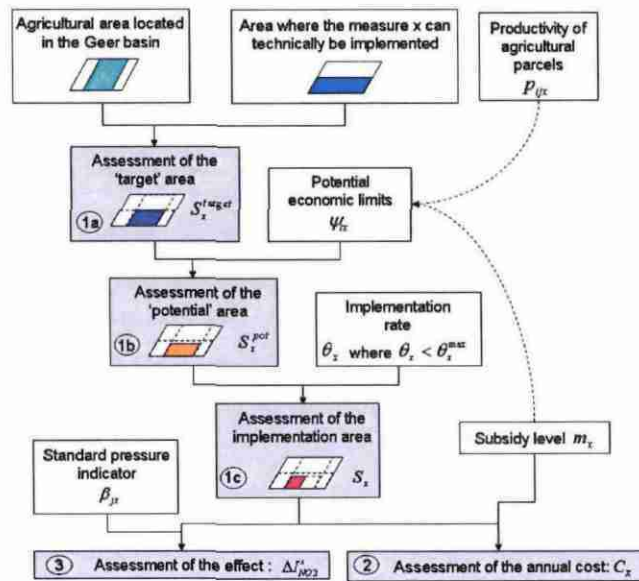 Agricultural area located
in the Geer basin
Area where the measure x can
technically be implemented
Productivity of
agricultural
parcels
p_ijx
Assessment of the
'target' area
S_x^target
1a
Potential
economic limits
Ψ_ix
Assessment of the
'potential' area
S_x^pot
1b
Implementation
rate
θ_x where θ_x < θ_x^max
Assessment of the
implementation area
S_x
1c
Subsidy level m_x
Standard pressure
indicator
β_jx
3 Assessment of the effect : ΔI^x_NO3
2 Assessment of the annual cost: C_x